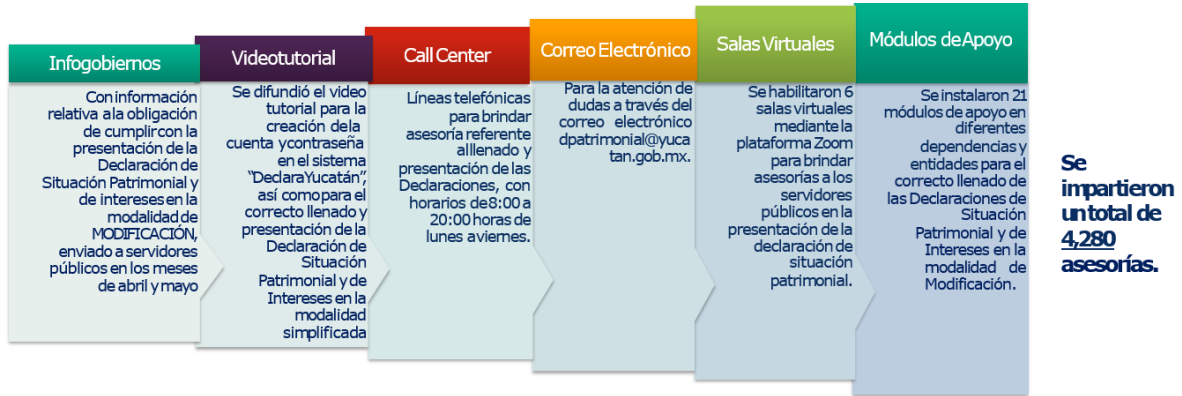 Infogobiernos
Con información
relativa a la obligación
de cumplir con la
presentación de la
Declaración de
Situación Patrimonial y
de intereses en la
modalidad de
MODIFICACIÓN,
enviado a servidores
públicos en los meses
de abril y mayo
Videotutorial
Se difundió el video
tutorial para la
creación de la
cuenta y contraseña
en el sistema
"DeclaraYucatán",
así como para el
correcto llenado y
presentación de la
Declaración de
Situación
Patrimonial y de
Intereses en la
modalidad
simplificada
Call Center
Líneas telefónicas
para brindar
asesoría referente
alllenado y
presentación de las
Declaraciones, con
horarios de 8:00 a
20:00 horas de
lunes a viernes.
Correo Electrónico
Para la atención de
dudas a través del
correo electrónico
dpatrimonial@yuca
tan.gob.mx.
Salas Virtuales
Se habilitaron 6
salas virtuales
mediante la
plataforma Zoom
para brindar
asesorías a los
servidores
públicos en la
presentación de la
declaración de
situación
patrimonial.
Módulos de Apoyo
Se instalaron 21
módulos de apoyo en
diferentes
dependencias y
entidades para el
correcto llenado de
las Declaraciones de
Situación
Patrimonial y de
Intereses en la
modalidad de
Modificación.
Se
impartieron
un total de
4,280
asesorías.